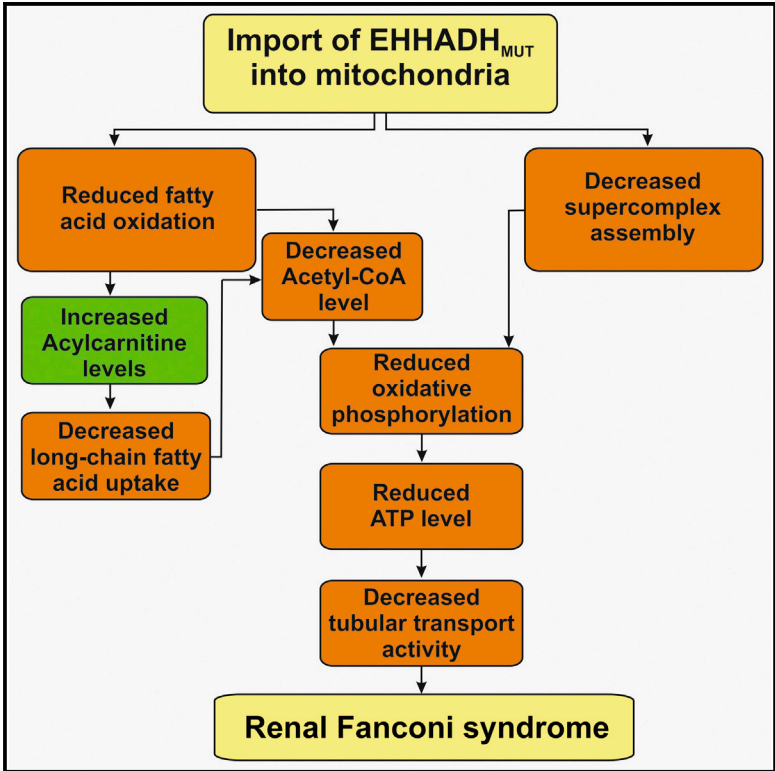 Import of EHHADHMUT
into mitochondria
Reduced fatty
acid oxidation
Decreased
supercomplex
assembly
Decreased
Acetyl-CoA
level
Increased
Acylcarnitine
levels
Reduced
oxidative
phosphorylation
Decreased
long-chain fatty
acid uptake
Reduced
ATP level
Decreased
tubular transport
activity
Renal Fanconi syndrome